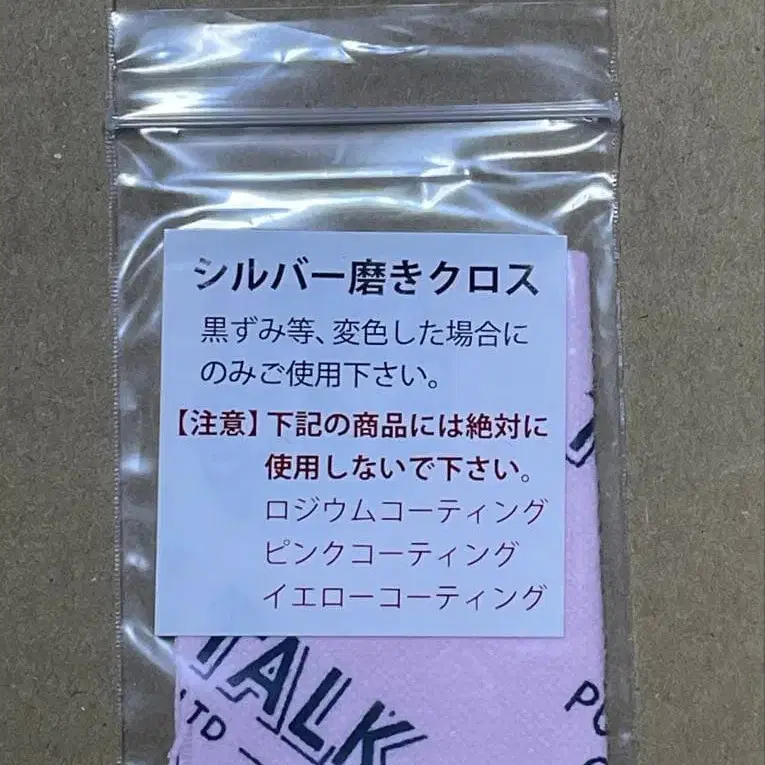 シルバー磨きクロス
黒ずみ等、変色した場合に
のみご使用下さい。
【注意】下記の商品には絶対に
使用しないで下さい。
ロジウムコーティング
ピンクコーティング
イエローコーティング
TALK
LTD